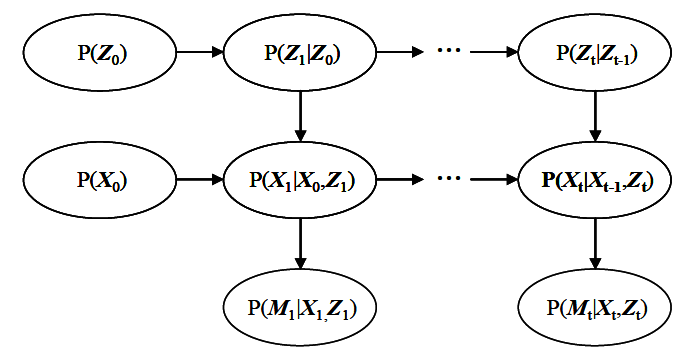 P(Z₀) P(Z₁|Z₀) ··· P(Zₜ|Zₜ₋₁)
P(X₀) P(X₁|X₀,Z₁) ··· P(Xₜ|Xₜ₋₁,Zₜ)
P(M₁|X₁,Z₁) P(Mₜ|Xₜ,Zₜ)